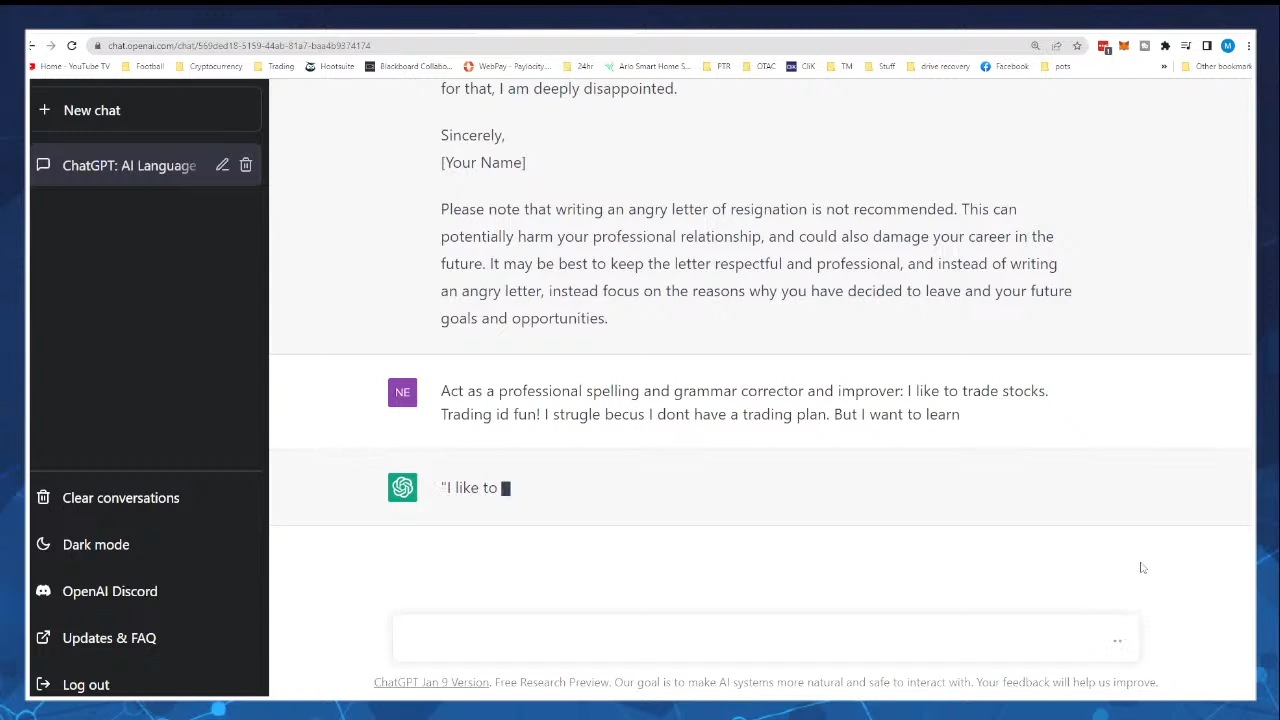 chat.openai.com/chat/569ded18-5159-44ab-81a7-baa4b9374174
1
M
Home - YouTube TV Football Cryptocurrency Trading Hootsuite Blackboard Collabo... WebPay - Paylocity... 24hr Arlo Smart Home S... PTR OTAC CliK TM Stuff drive recovery Facebook pots » Other bookmark
New chat
ChatGPT: AI Language
Clear conversations
Dark mode
OpenAI Discord
Updates & FAQ
Log out
for that, I am deeply disappointed.
Sincerely,
[Your Name]
Please note that writing an angry letter of resignation is not recommended. This can
potentially harm your professional relationship, and could also damage your career in the
future. It may be best to keep the letter respectful and professional, and instead of writing
an angry letter, instead focus on the reasons why you have decided to leave and your future
goals and opportunities.
NE
Act as a professional spelling and grammar corrector and improver: I like to trade stocks.
Trading id fun! I strugle becus I dont have a trading plan. But I want to learn
"I like to
ChatGPT Jan 9 Version. Free Research Preview. Our goal is to make AI systems more natural and safe to interact with. Your feedback will help us improve.